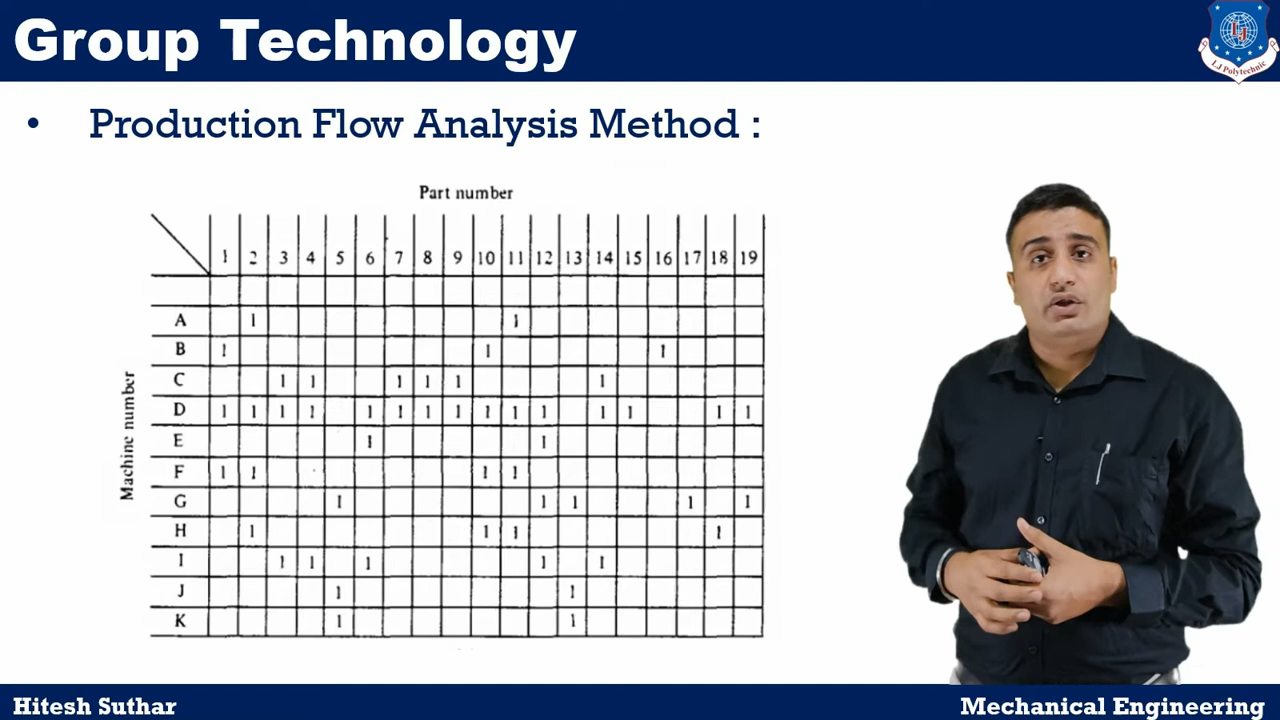 Group Technology
LJ
LJ Polytechnic
• Production Flow Analysis Method :
Part number
1 2 3 4 5 6 7 8 9 10 11 12 13 14 15 16 17 18 19
Machine number
A 1 1
B 1 1 1
C 1 1 1 1 1 1
D 1 1 1 1 1 1 1 1 1 1 1 1 1 1 1
E 1 1
F 1 1 1 1
G 1 1 1 1 1
H 1 1 1 1
I 1 1 1 1 1
J 1 1
K 1 1
Hitesh Suthar
Mechanical Engineering